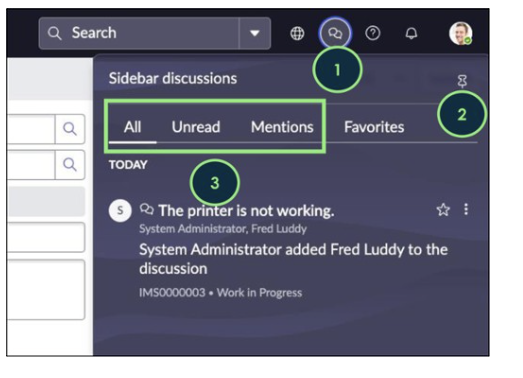 Search
1
Sidebar discussions
2
All Unread Mentions Favorites
TODAY
3
S The printer is not working.
System Administrator, Fred Luddy
System Administrator added Fred Luddy to the
discussion
IMS0000003 • Work in Progress